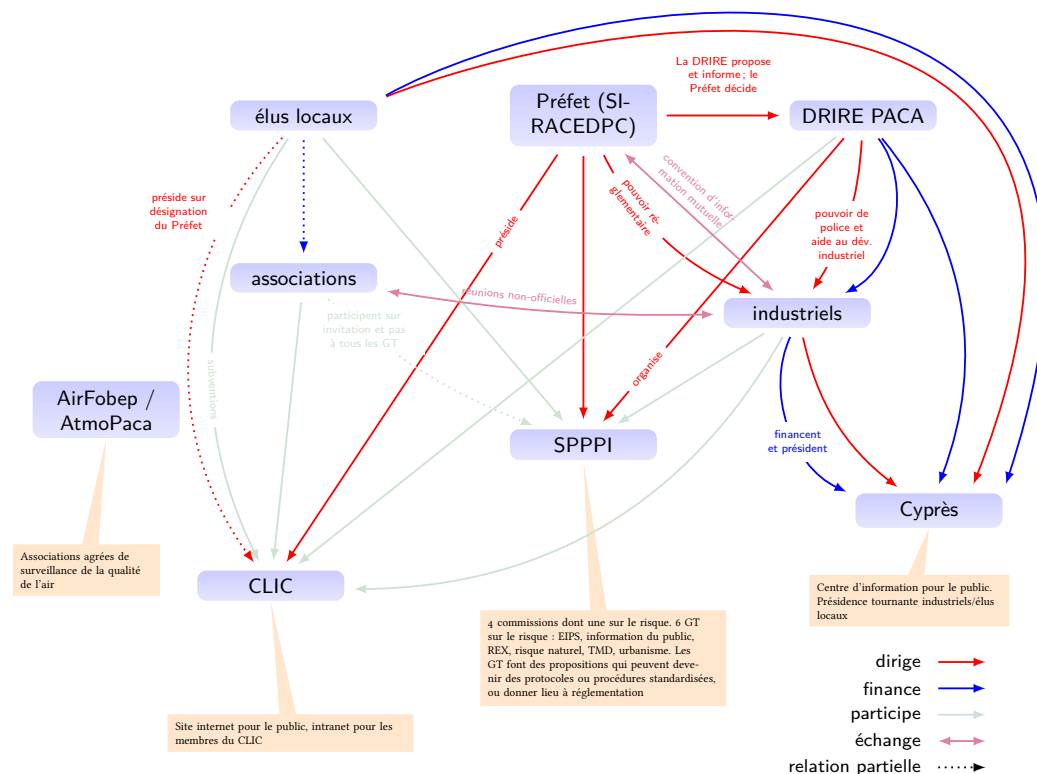 La DRIRE propose
et informe ; le
Préfet décide
élus locaux
Préfet (SI-
RACEDPC)
DRIRE PACA
convention d'infor-
mation mutuelle
pouvoir ré-
glementaire
préside sur
désignation
du Préfet
préside
pouvoir de
police et
aide au dév.
industriel
associations
réunions non-officielles
industriels
participent sur
invitation et pas
à tous les GT
subventions
organise
AirFobep /
AtmoPaca
SPPPI
financent
et président
Cyprès
Associations agrées de
surveillance de la qualité
de l'air
CLIC
Centre d'information pour le public.
Présidence tournante industriels/élus
locaux
4 commissions dont une sur le risque. 6 GT
sur le risque : EIPS, information du public,
REX, risque naturel, TMD, urbanisme. Les
GT font des propositions qui peuvent deve-
nir des protocoles ou procédures standardisées,
ou donner lieu à réglementation
Site internet pour le public, intranet pour les
membres du CLIC
dirige
finance
participe
échange
relation partielle